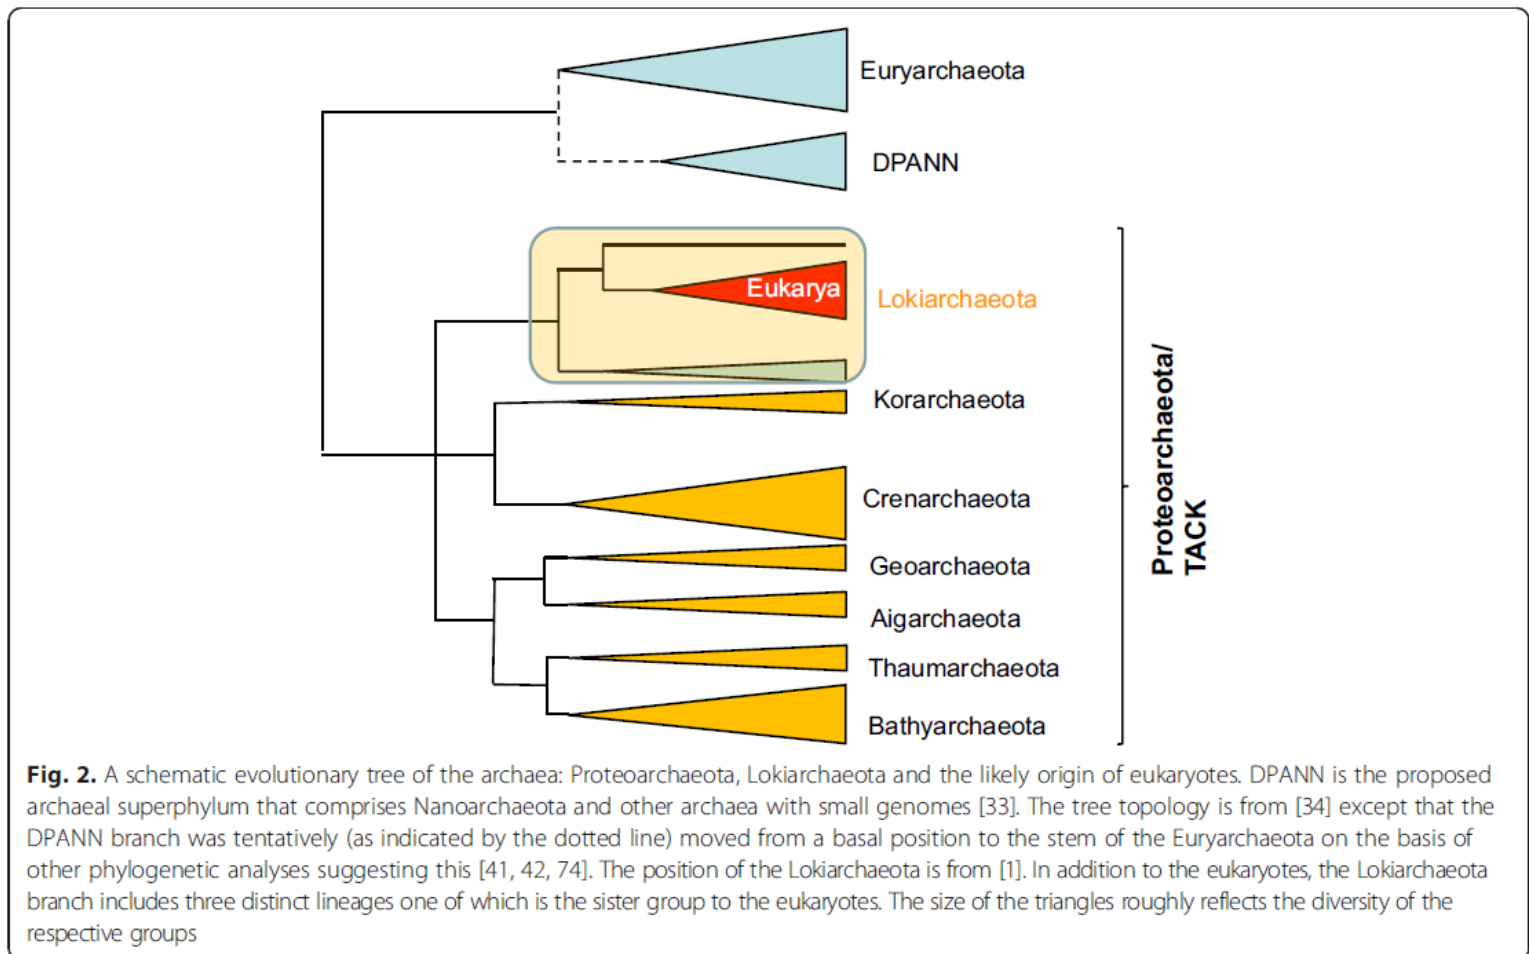 Euryarchaeota
DPANN
Eukarya
Lokiarchaeota
Korarchaeota
Crenarchaeota
Geoarchaeota
Aigarchaeota
Thaumarchaeota
Bathyarchaeota
Proteoarchaeota/
TACK
Fig. 2. A schematic evolutionary tree of the archaea: Proteoarchaeota, Lokiarchaeota and the likely origin of eukaryotes. DPANN is the proposed
archaeal superphylum that comprises Nanoarchaeota and other archaea with small genomes [33]. The tree topology is from [34] except that the
DPANN branch was tentatively (as indicated by the dotted line) moved from a basal position to the stem of the Euryarchaeota on the basis of
other phylogenetic analyses suggesting this [41, 42, 74]. The position of the Lokiarchaeota is from [1]. In addition to the eukaryotes, the Lokiarchaeota
branch includes three distinct lineages one of which is the sister group to the eukaryotes. The size of the triangles roughly reflects the diversity of the
respective groups